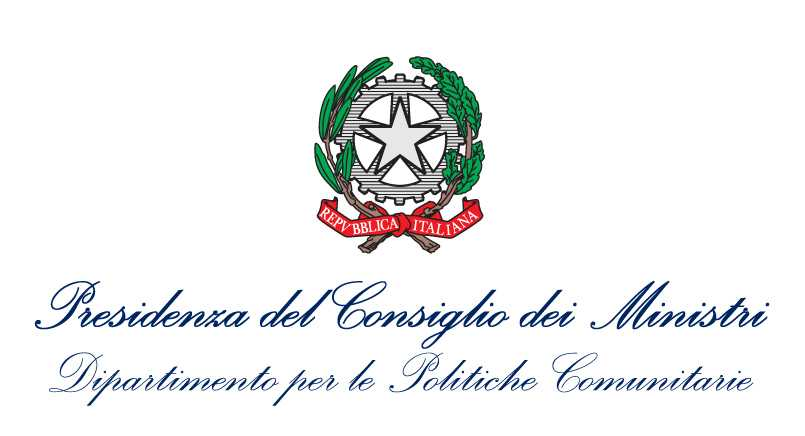 REPVBBLICA ITALIANA
Presidenza del Consiglio dei Ministri
Dipartimento per le Politiche Comunitarie